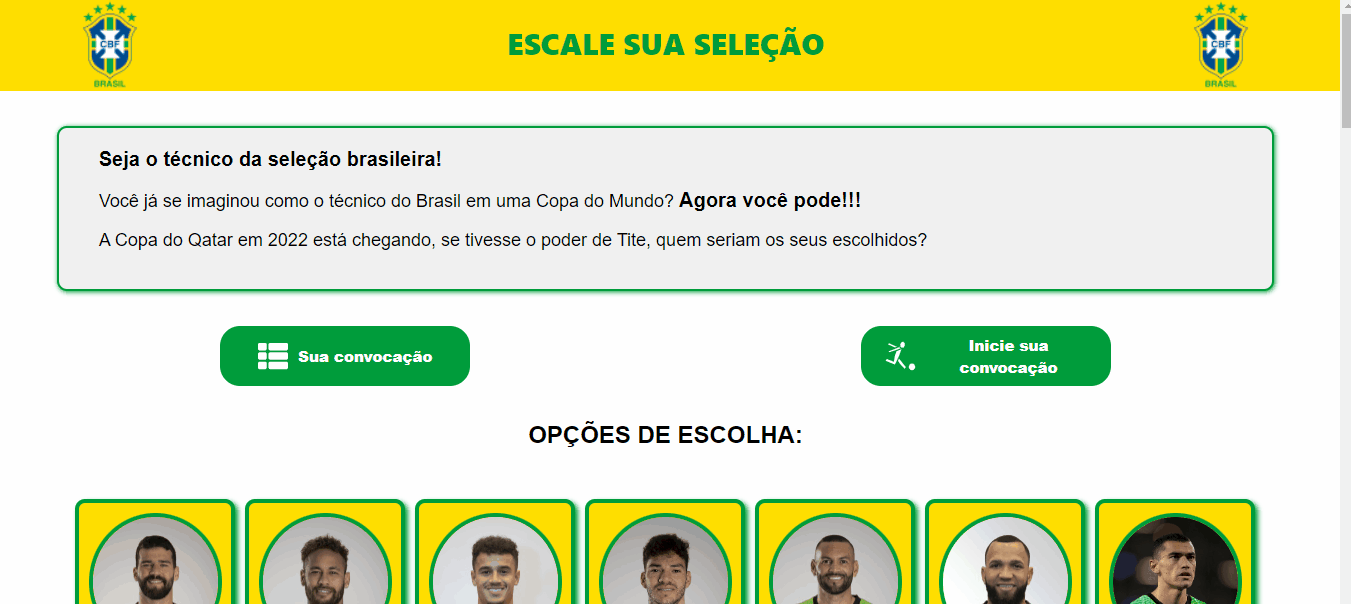 CBF
BRASIL
ESCALE SUA SELEÇÃO
CBF
BRASIL
Seja o técnico da seleção brasileira!
Você já se imaginou como o técnico do Brasil em uma Copa do Mundo? Agora você pode!!!
A Copa do Qatar em 2022 está chegando, se tivesse o poder de Tite, quem seriam os seus escolhidos?
Sua convocação
Inicie sua
convocação
OPÇÕES DE ESCOLHA: